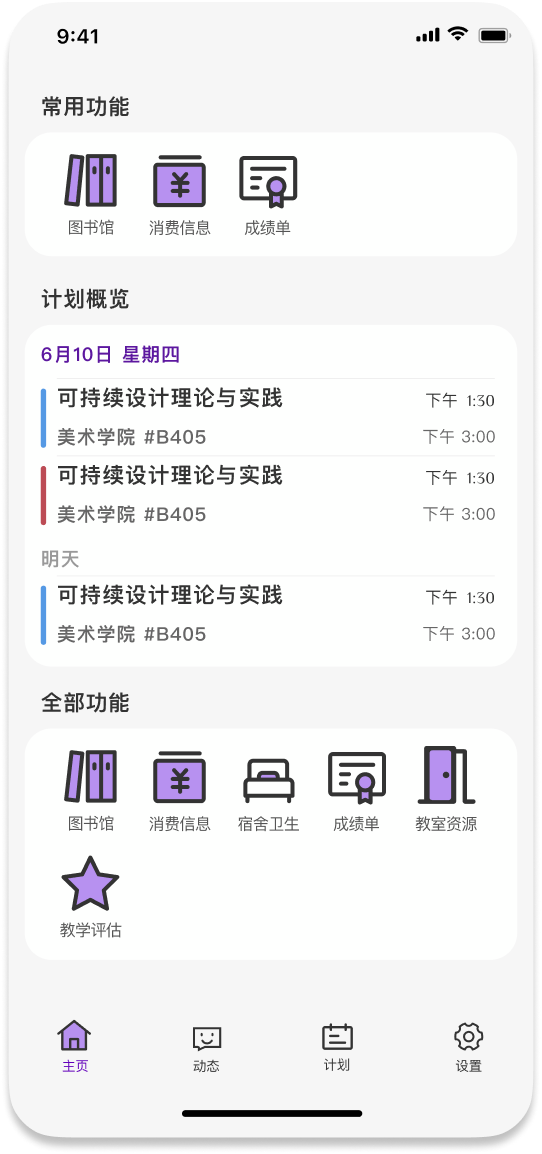 9:41
常用功能
¥
图书馆 消费信息 成绩单
计划概览
6月10日 星期四
可持续设计理论与实践 下午 1:30
美术学院 #B405 下午 3:00
可持续设计理论与实践 下午 1:30
美术学院 #B405 下午 3:00
明天
可持续设计理论与实践 下午 1:30
美术学院 #B405 下午 3:00
全部功能
¥
图书馆 消费信息 宿舍卫生 成绩单 教室资源
教学评估
主页 动态 计划 设置